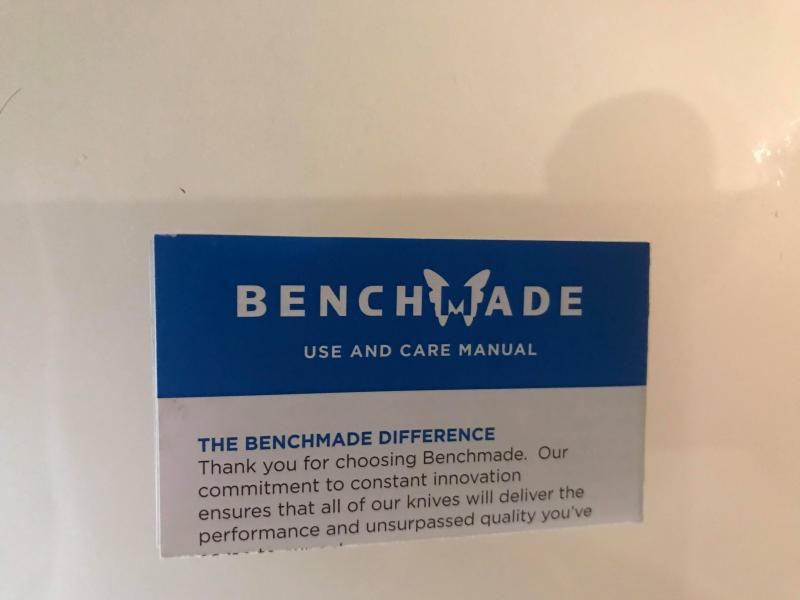 BENCHMADE
USE AND CARE MANUAL
THE BENCHMADE DIFFERENCE
Thank you for choosing Benchmade. Our
commitment to constant innovation
ensures that all of our knives will deliver the
performance and unsurpassed quality you've